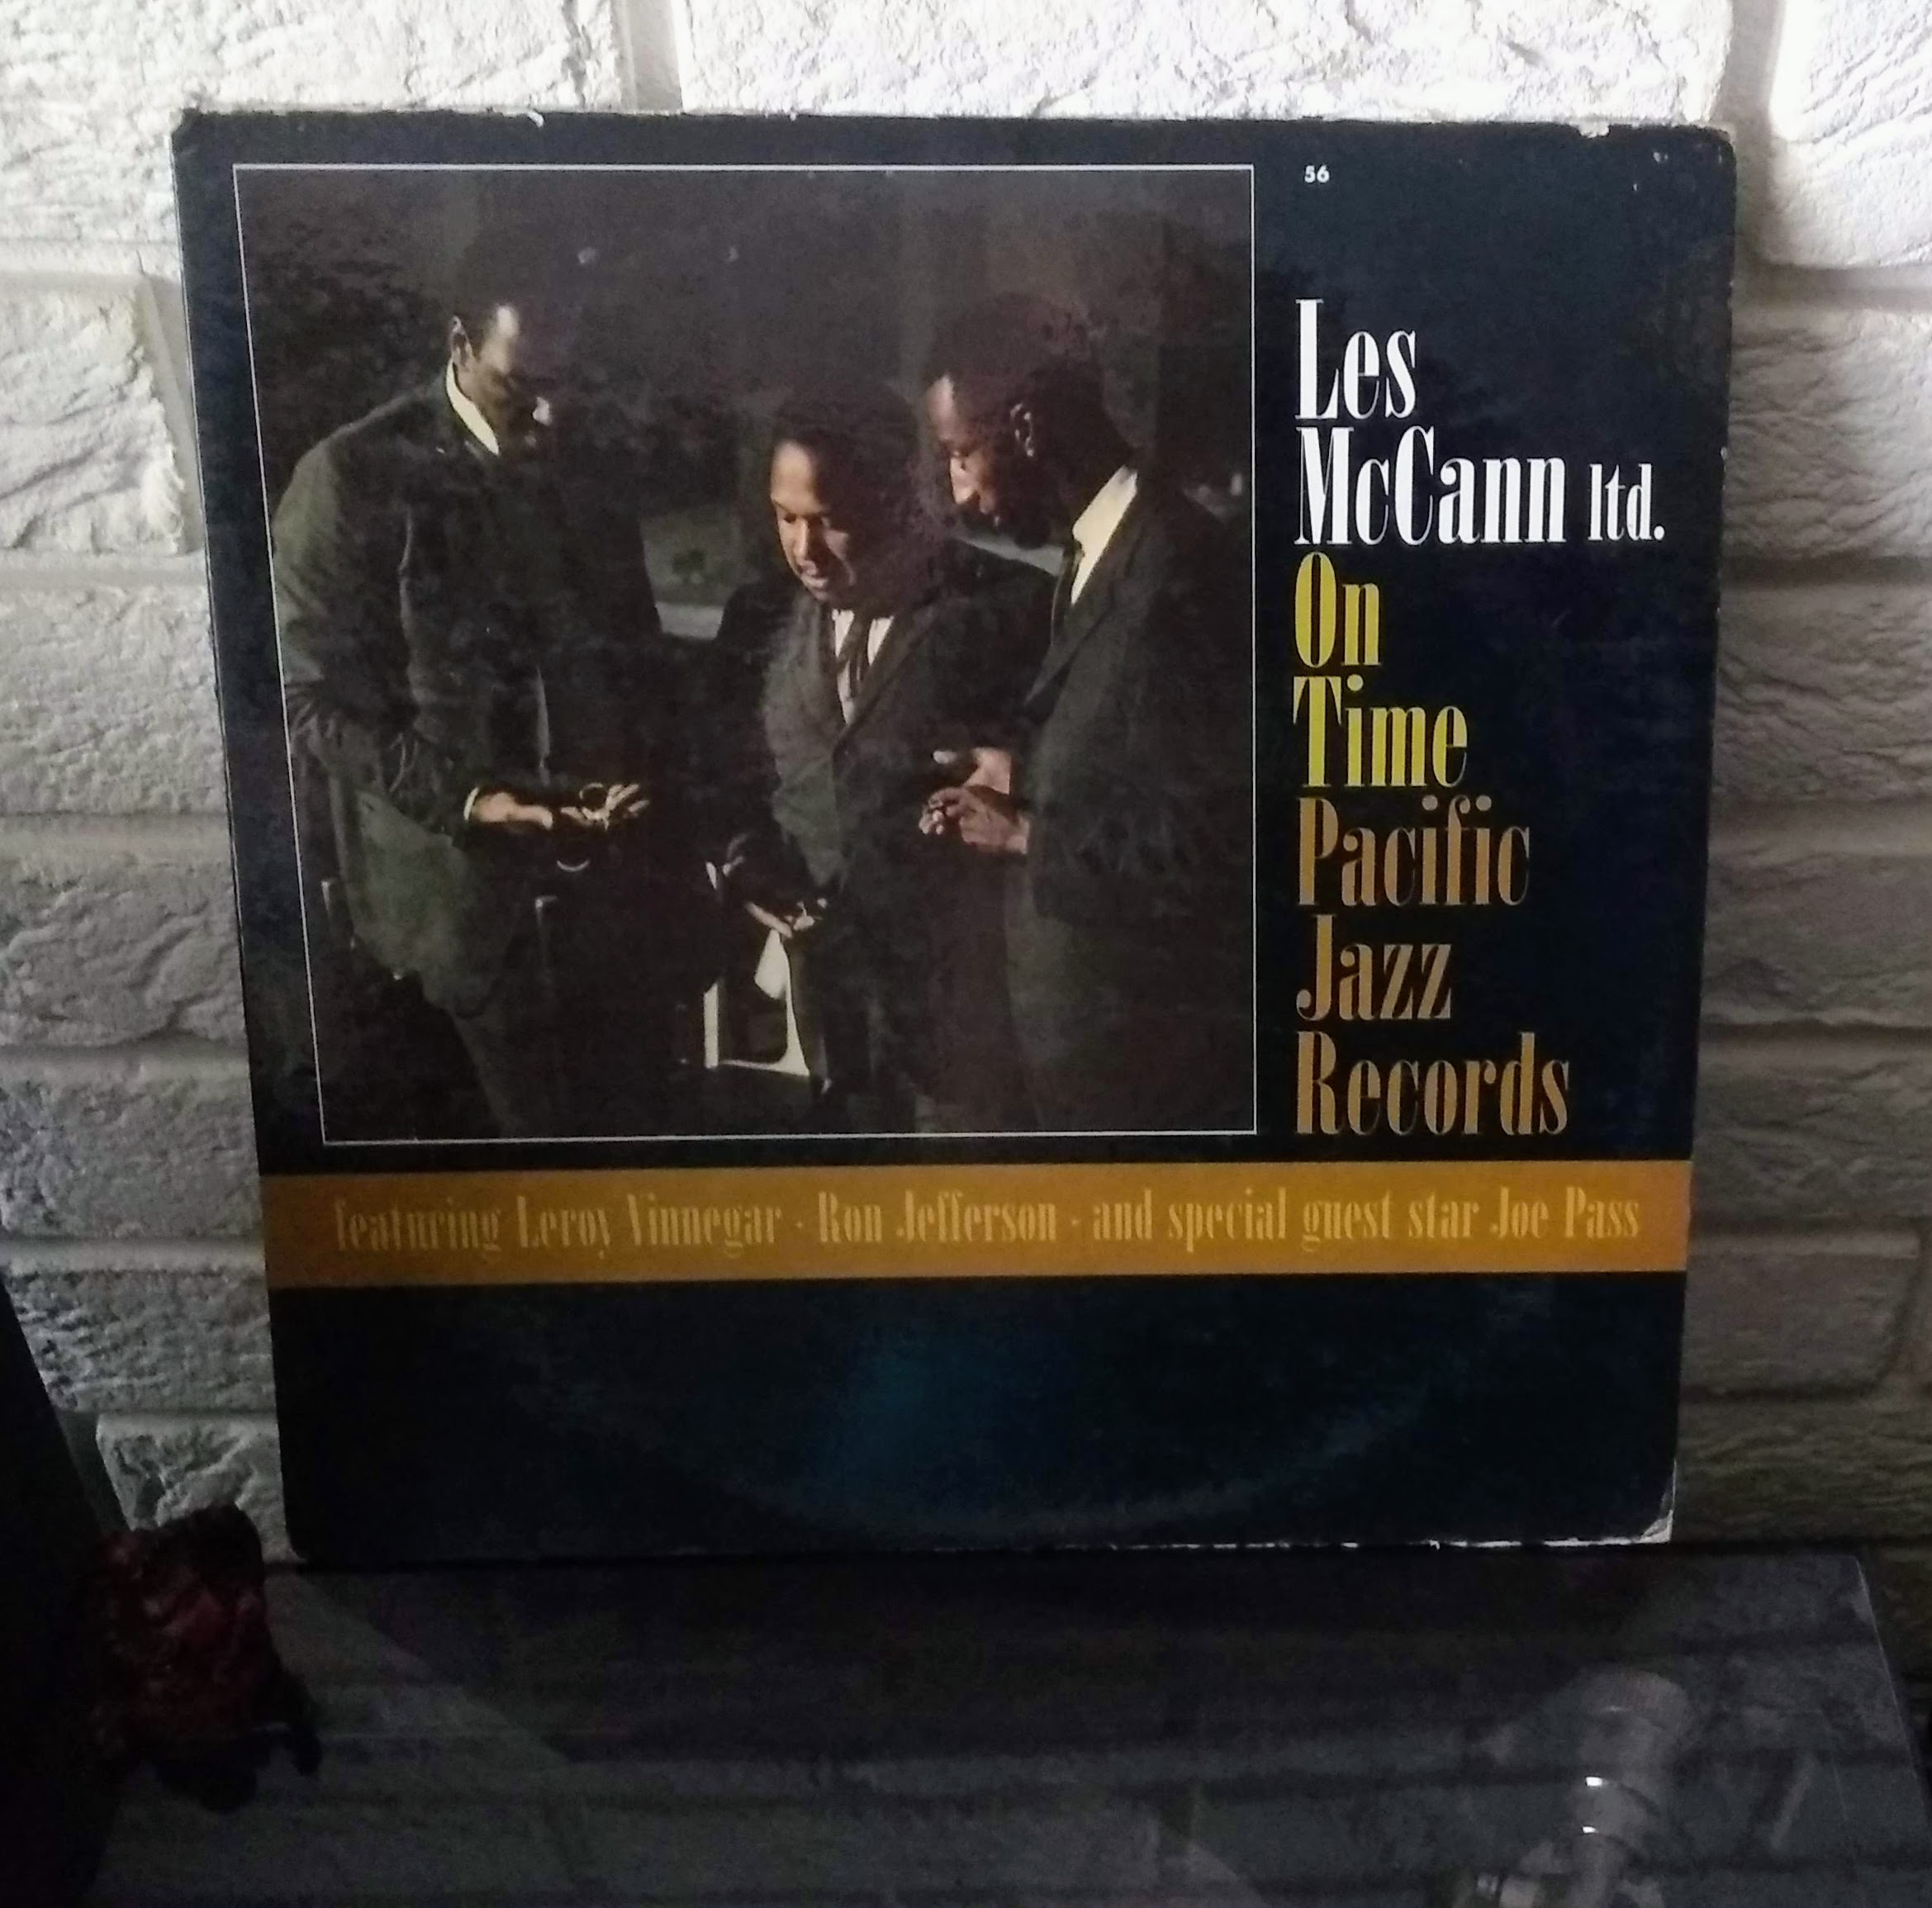 56
Les
McCann ltd.
On
Time
Pacific
Jazz
Records
featuring Leroy Vinnegar · Ron Jefferson · and special guest star Joe Pass